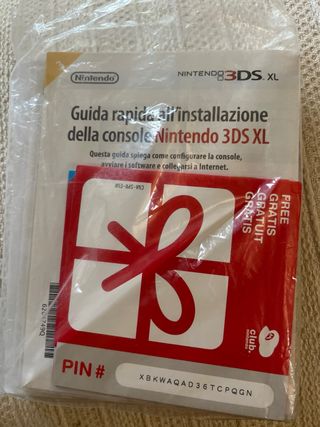 Nintendo
NINTENDO 3DS XL
Guida rapida all'installazione
della console Nintendo 3DS XL
Questa guida spiega come configurare la console,
avviare i software e collegarsi a Internet.
FREE
GRATIS
GRATUIT
GRATIS
club
PIN #
XBKWAQAD36TCPQGN